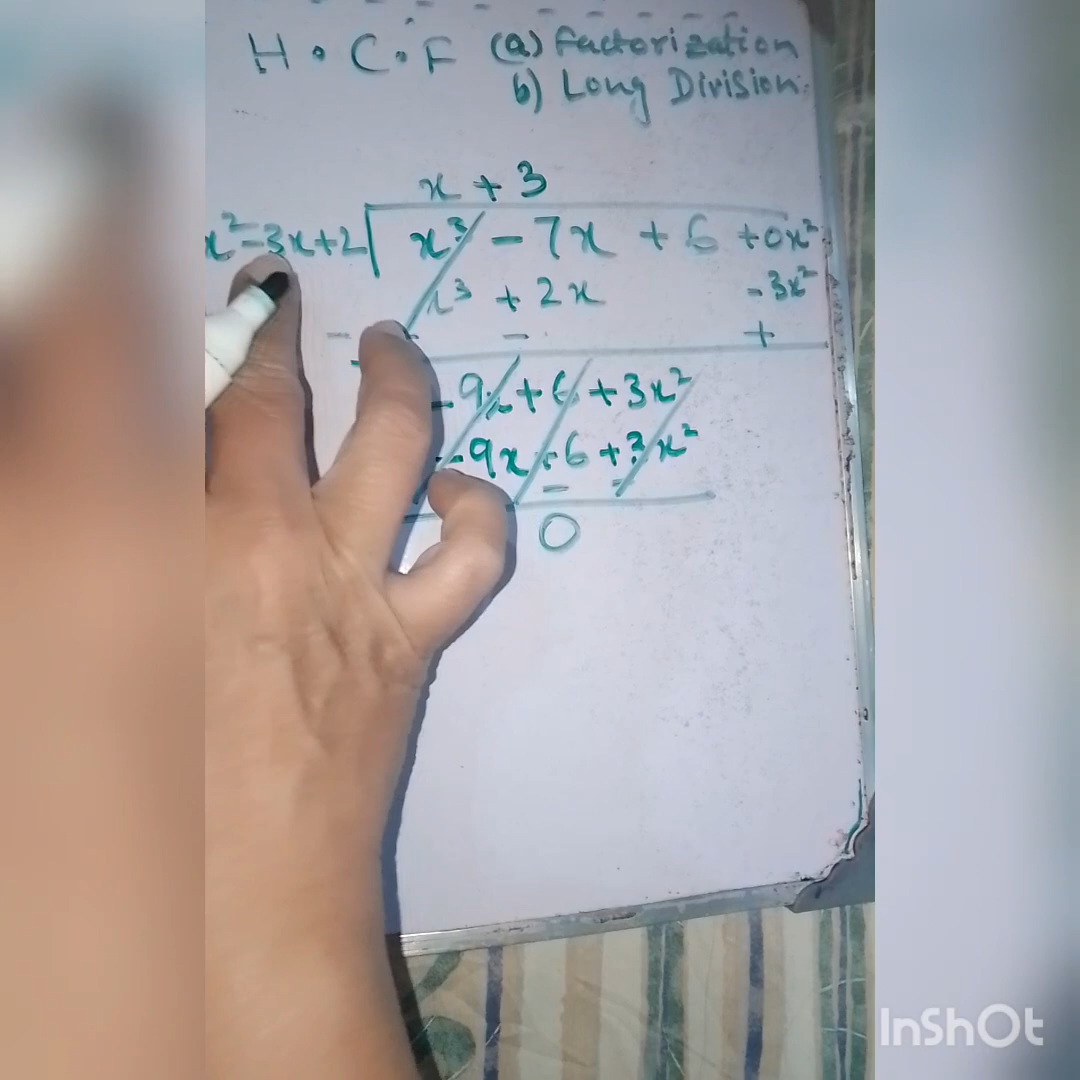 H.C.F (a) Factorization
b) Long Division.
x + 3
x²-3x+2 x³ - 7x + 6 + 0x²
x³ + 2x - 3x²
- - +
- 9x + 6 + 3x²
- 9x + 6 + 3x²
- -
0
InShOt